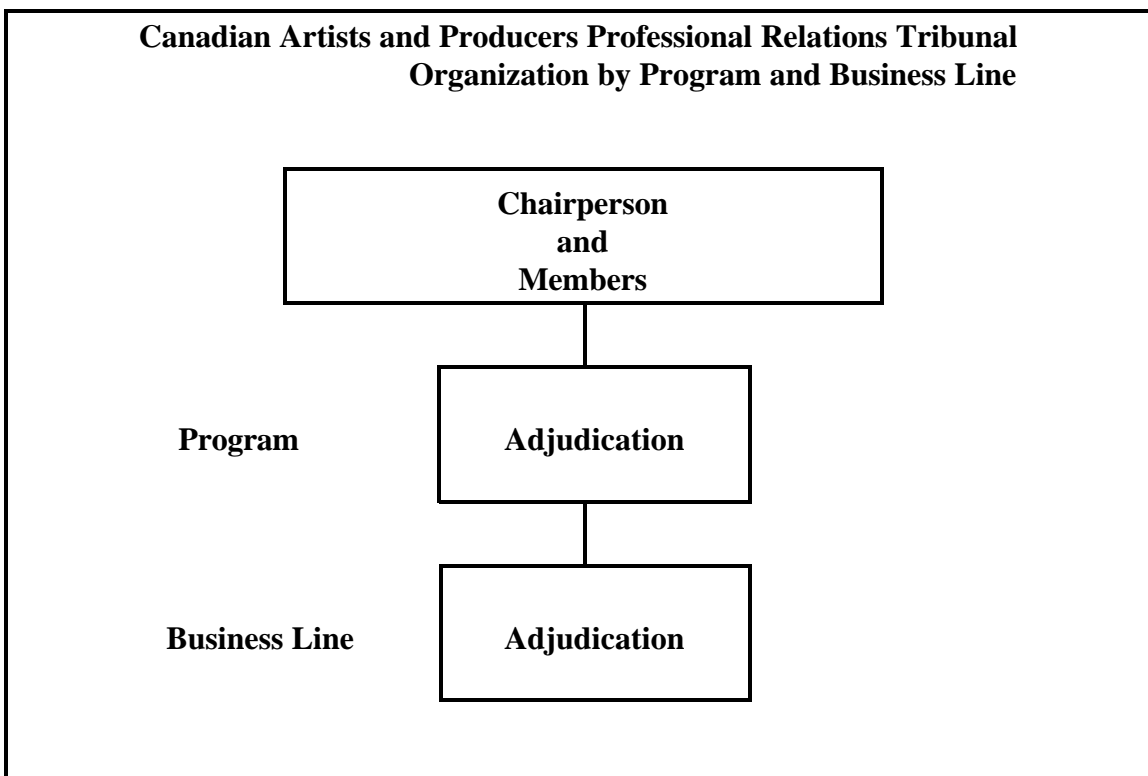 Canadian Artists and Producers Professional Relations Tribunal
Organization by Program and Business Line
Chairperson
and
Members
Program
Adjudication
Business Line
Adjudication